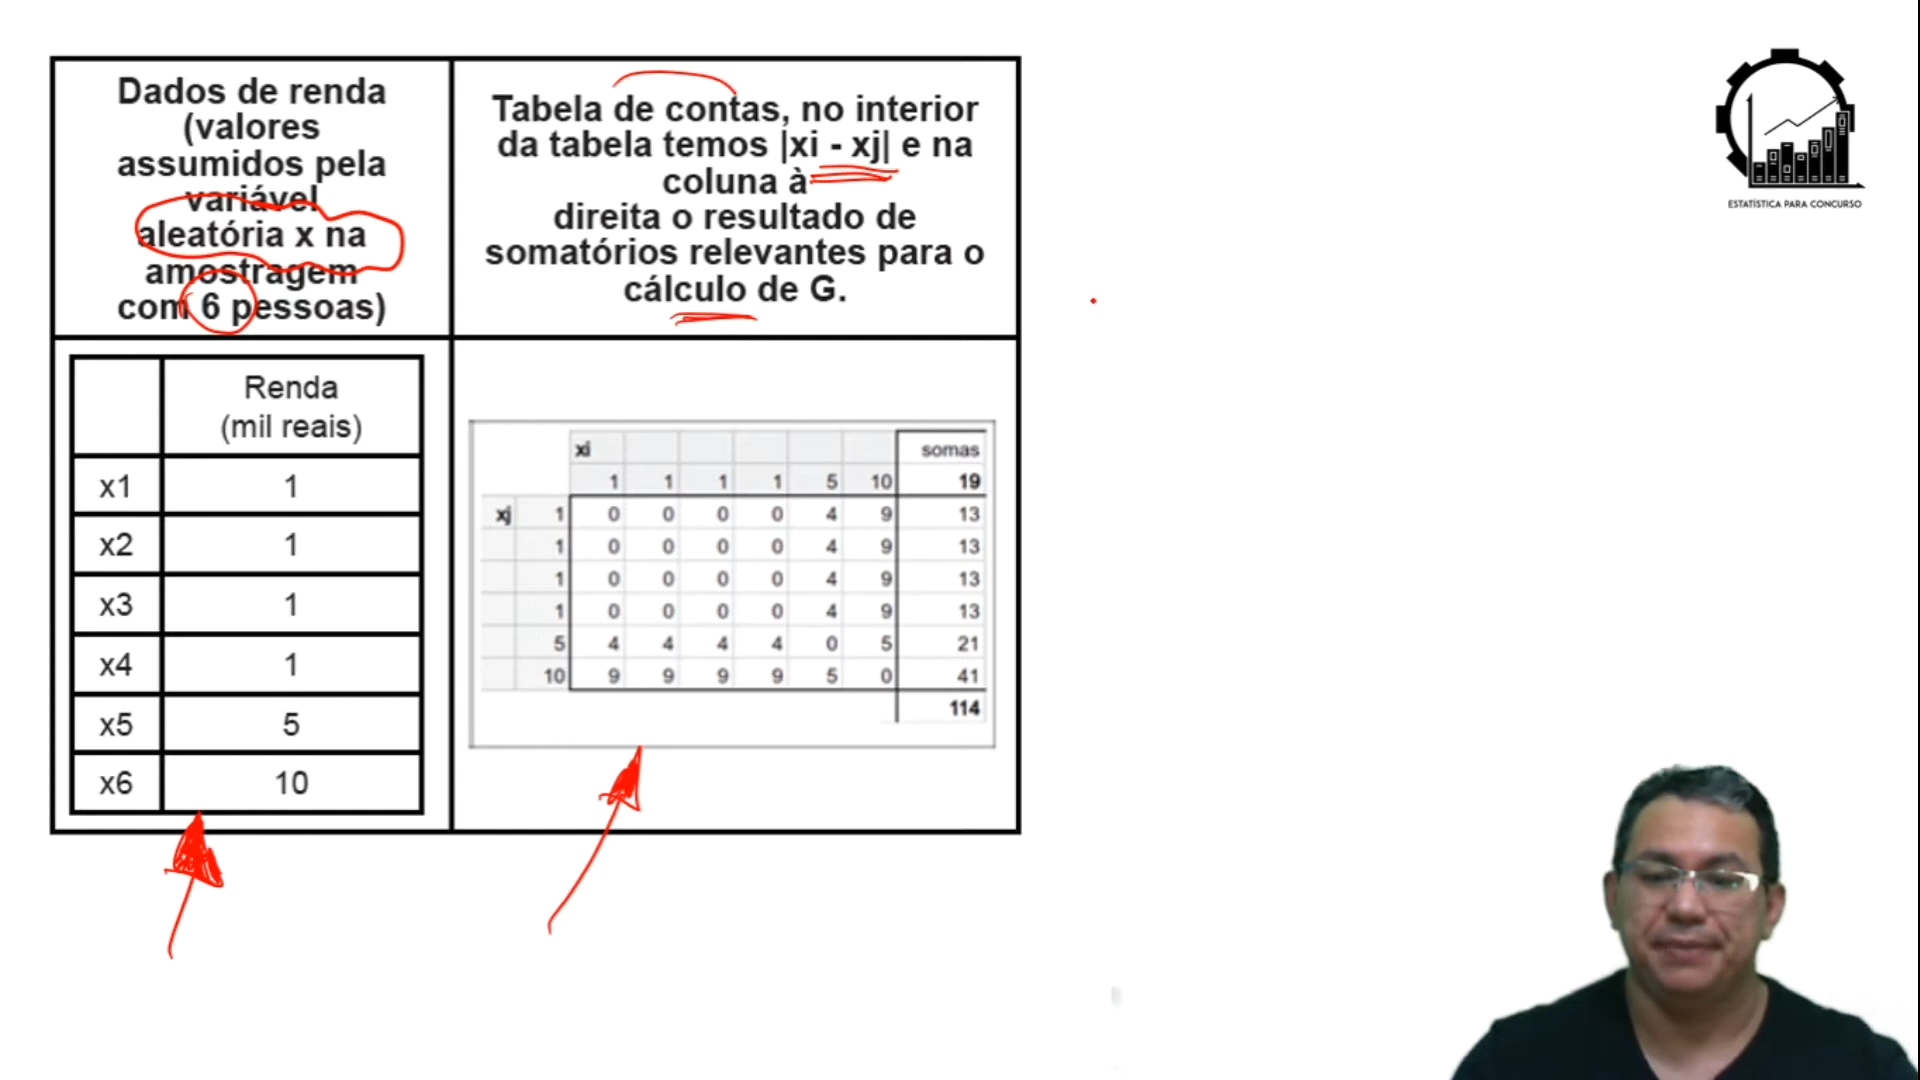 Dados de renda
(valores
assumidos pela
variável
aleatória x na
amostragem
com 6 pessoas)
Tabela de contas, no interior
da tabela temos |xi - xj| e na
coluna à
direita o resultado de
somatórios relevantes para o
cálculo de G.
Renda
(mil reais)
x1 1
x2 1
x3 1
x4 1
x5 5
x6 10
xi somas
1 1 1 1 5 10 19
xj 1 0 0 0 0 4 9 13
1 0 0 0 0 4 9 13
1 0 0 0 0 4 9 13
1 0 0 0 0 4 9 13
5 4 4 4 4 0 5 21
10 9 9 9 9 5 0 41
114
ESTATÍSTICA PARA CONCURSO